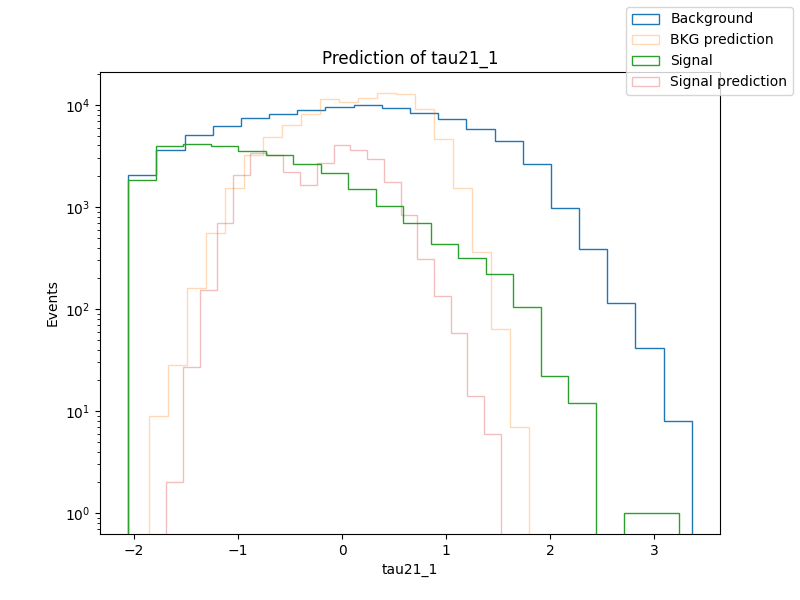 Prediction of tau21_1
Background
BKG prediction
Signal
Signal prediction
Events
10⁴
10³
10²
10¹
10⁰
−2 −1 0 1 2 3
tau21_1